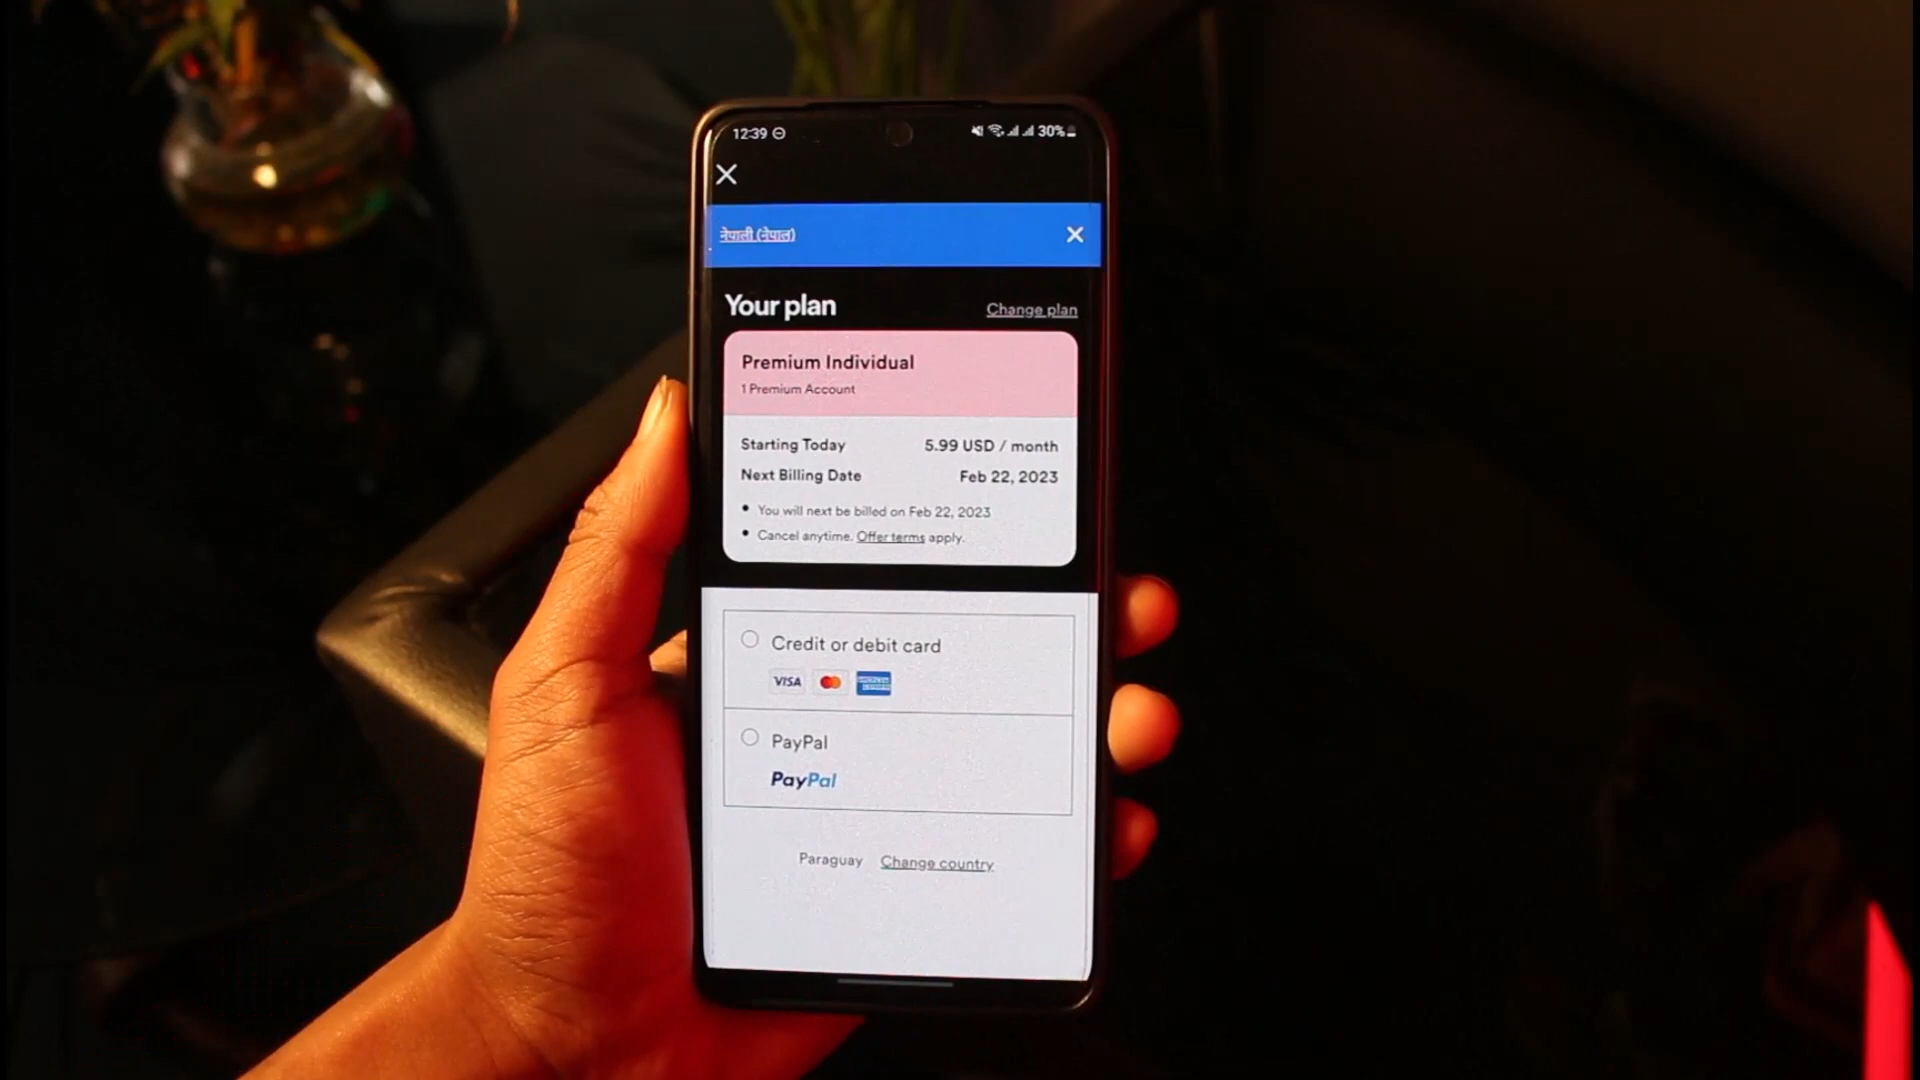 12:39
30%
नेपाली (नेपाल)
Your plan
Change plan
Premium Individual
1 Premium Account
Starting Today 5.99 USD / month
Next Billing Date Feb 22, 2023
• You will next be billed on Feb 22, 2023
• Cancel anytime. Offer terms apply.
Credit or debit card
VISA
AMERICAN EXPRESS
PayPal
PayPal
Paraguay Change country